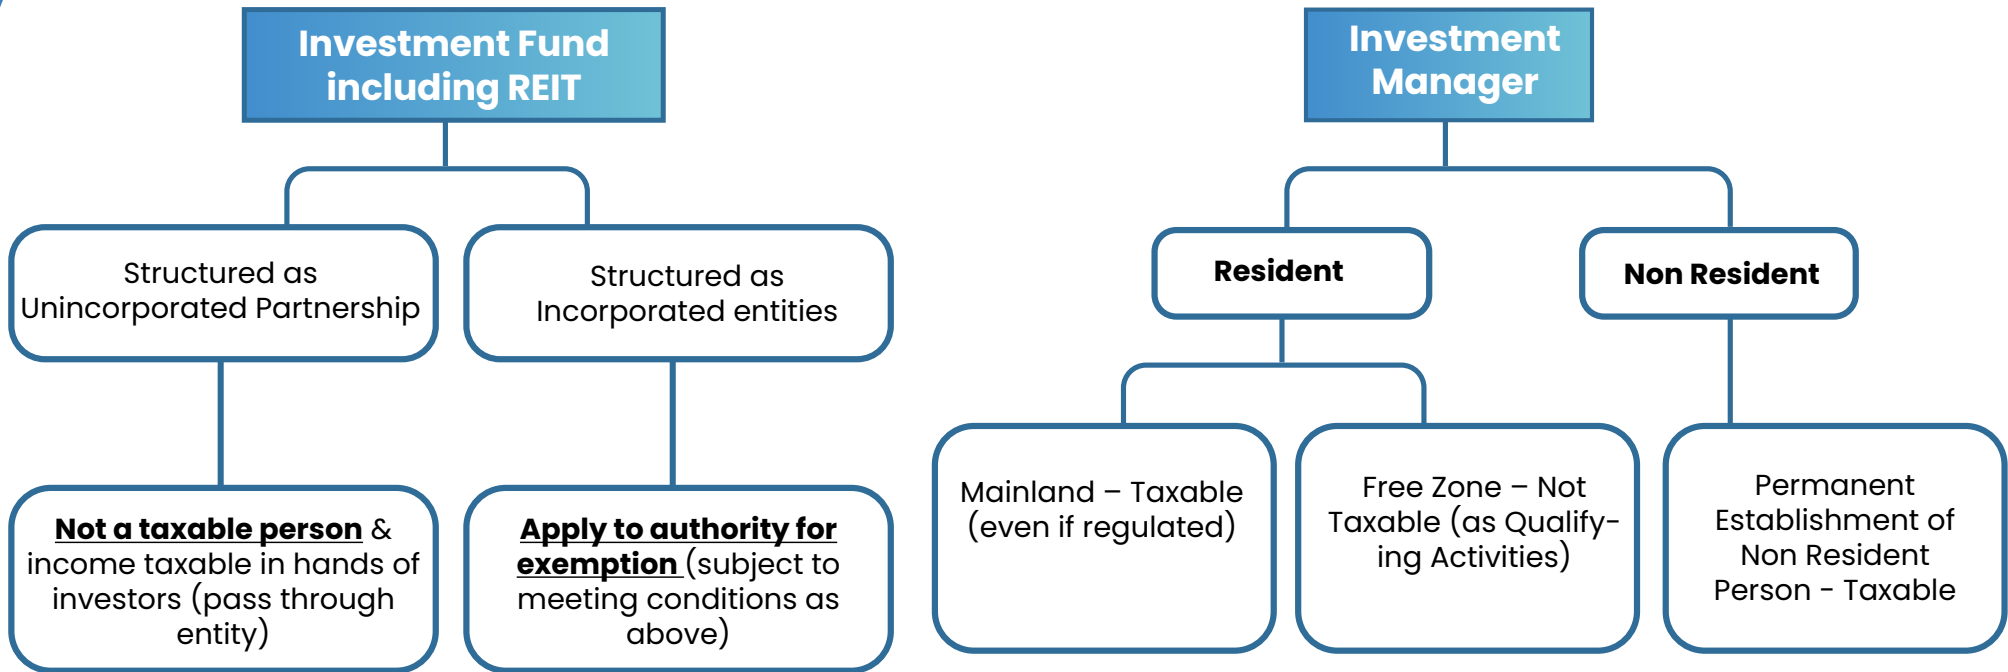 Investment Fund
including REIT
Structured as
Unincorporated Partnership
Structured as
Incorporated entities
Not a taxable person &
income taxable in hands of
investors (pass through
entity)
Apply to authority for
exemption (subject to
meeting conditions as
above)
Investment
Manager
Resident
Non Resident
Mainland – Taxable
(even if regulated)
Free Zone – Not
Taxable (as Qualify-
ing Activities)
Permanent
Establishment of
Non Resident
Person - Taxable